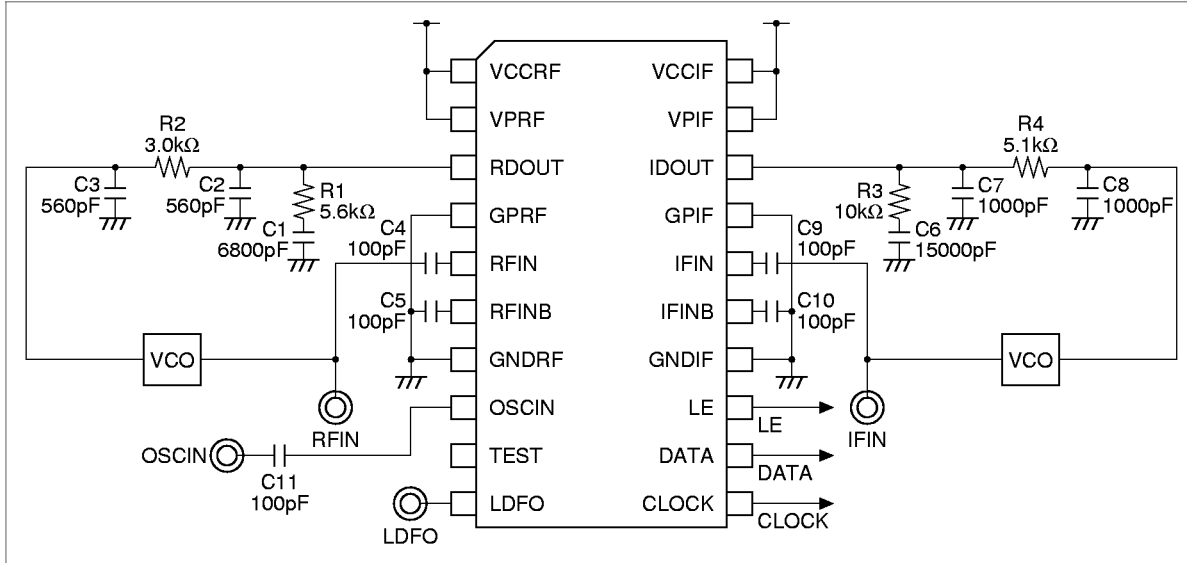 VCCRF
VCCIF
VPRF
VPIF
R2
3.0kΩ
R4
5.1kΩ
RDOUT
IDOUT
C3
560pF
C2
560pF
R1
5.6kΩ
C1
6800pF
R3
10kΩ
C6
15000pF
C7
1000pF
C8
1000pF
GPRF
GPIF
C4
100pF
C9
100pF
RFIN
IFIN
C5
100pF
C10
100pF
RFINB
IFINB
VCO
VCO
GNDRF
GNDIF
OSCIN
LE
LE
RFIN
IFIN
OSCIN
C11
100pF
TEST
DATA
DATA
LDFO
CLOCK
CLOCK
LDFO